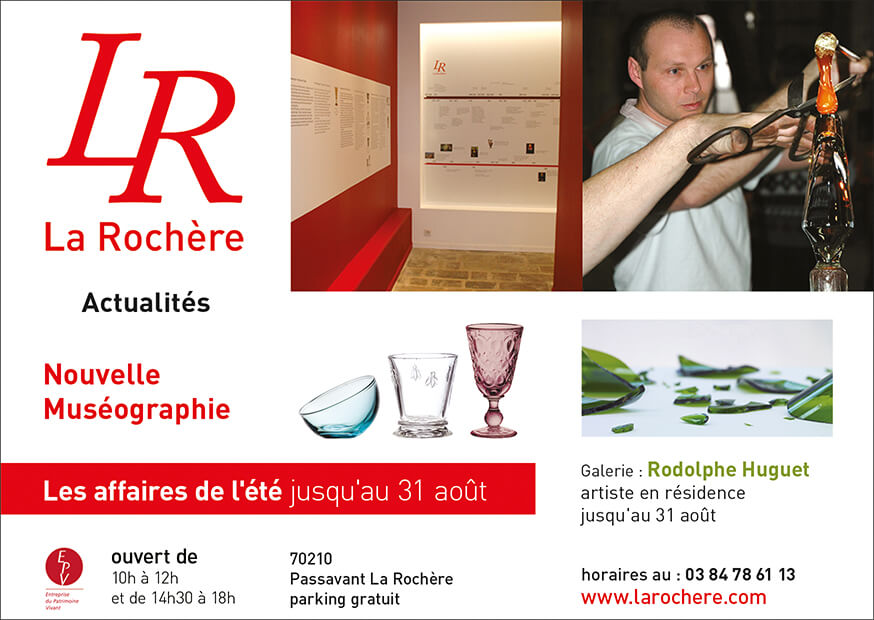 LR
La Rochère
Actualités
Nouvelle
Muséographie
LR
Les affaires de l'été jusqu'au 31 août
Galerie : Rodolphe Huguet
artiste en résidence
jusqu'au 31 août
EPV
Entreprise
du Patrimoine
Vivant
ouvert de
10h à 12h
et de 14h30 à 18h
70210
Passavant La Rochère
parking gratuit
horaires au : 03 84 78 61 13
www.larochere.com